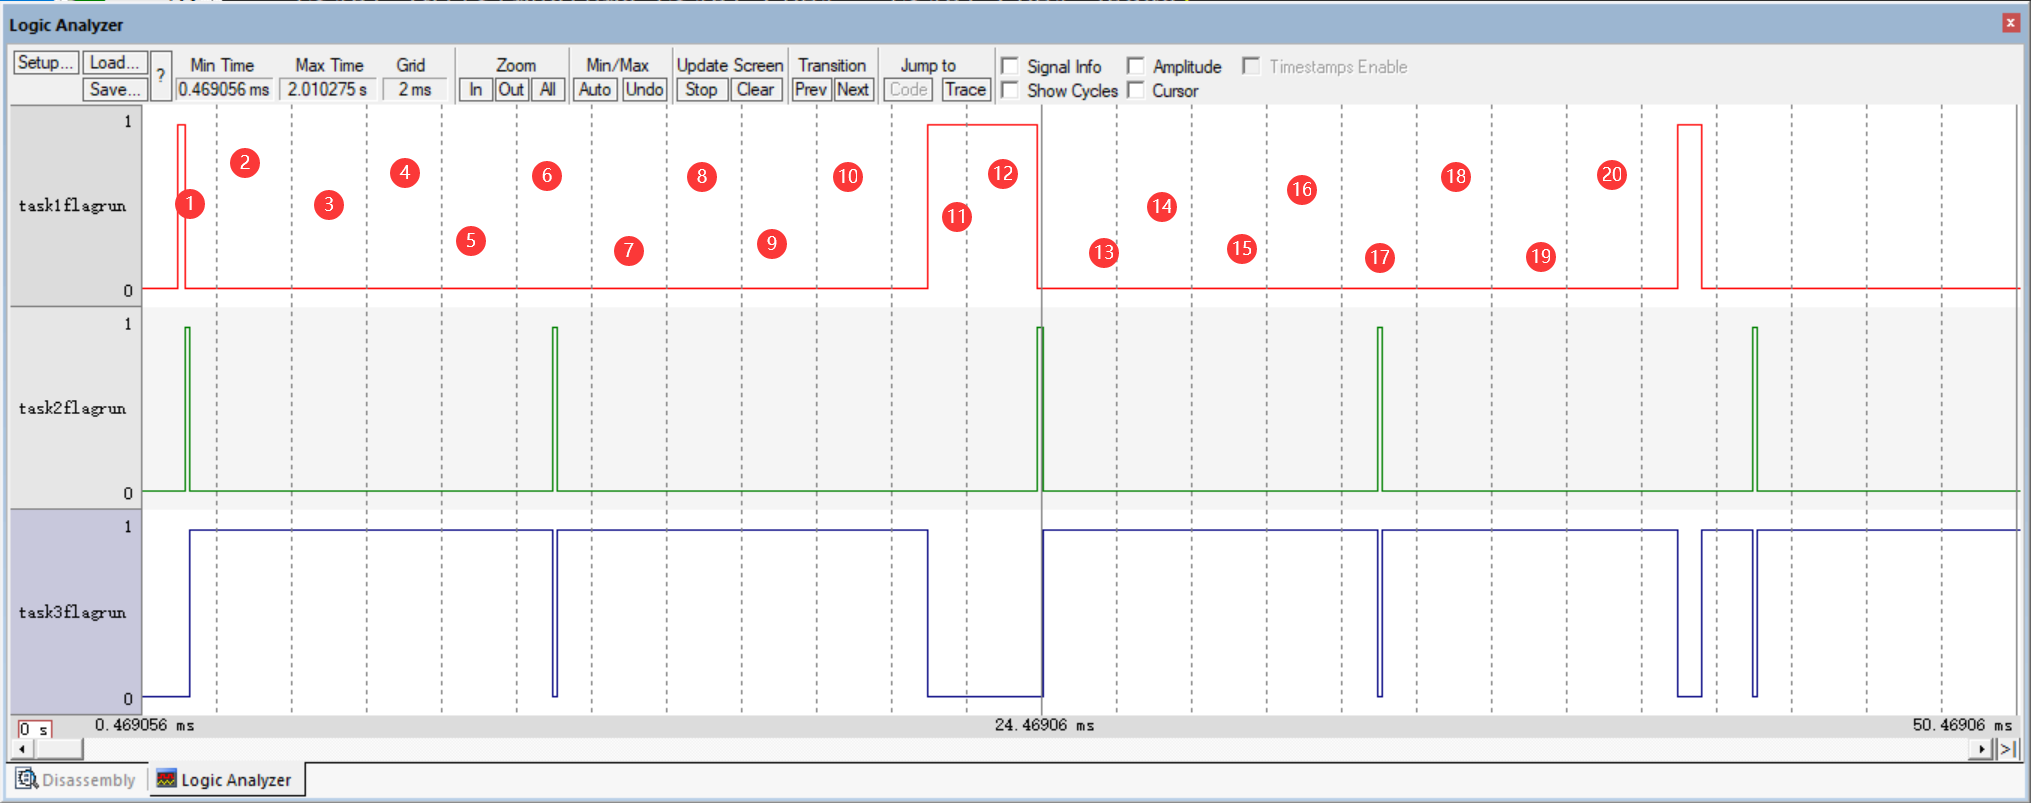 Logic Analyzer
Setup... Load... ? Min Time Max Time Grid Zoom Min/Max Update Screen Transition Jump to Signal Info Amplitude Timestamps Enable
Save... 0.469056 ms 2.010275 s 2 ms In Out All Auto Undo Stop Clear Prev Next Code Trace Show Cycles Cursor
1
2 4 6 8 10 12 14 16 18 20
task1flagrun 1 3 5 7 9 11 13 15 17 19
0
1
task2flagrun
0
1
task3flagrun
0
0 s 0.469056 ms 24.46906 ms 50.46906 ms
>|
Disassembly Logic Analyzer